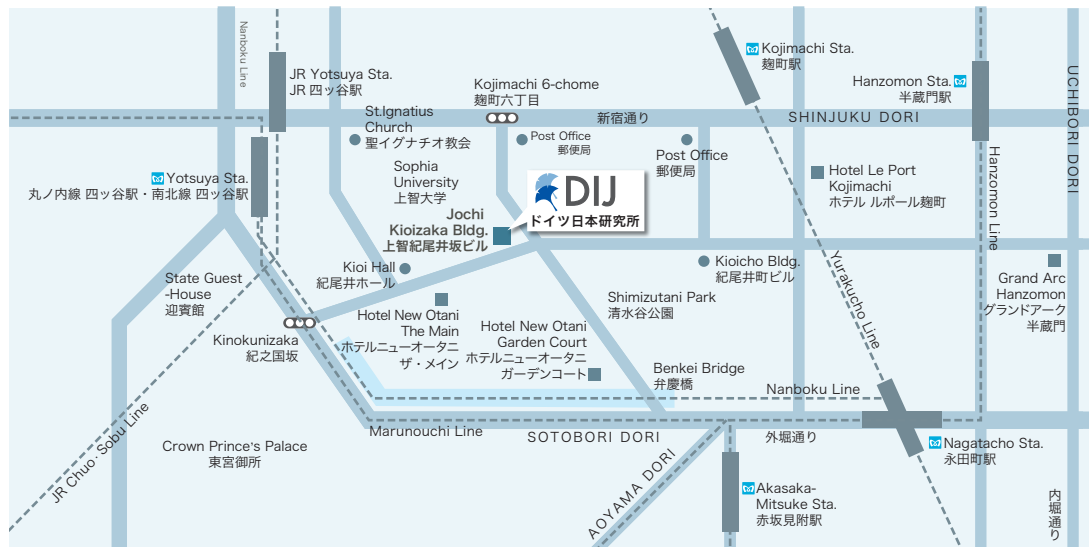 Nanboku Line
JR Yotsuya Sta.
JR 四ッ谷駅
Kojimachi 6-chome
麹町六丁目
Kojimachi Sta.
麹町駅
Hanzomon Sta.
半蔵門駅
UCHIBORI DORI
St.Ignatius
Church
聖イグナチオ教会
新宿通り
SHINJUKU DORI
Post Office
郵便局
Post Office
郵便局
Sophia
University
上智大学
Yotsuya Sta.
丸ノ内線 四ッ谷駅・南北線 四ッ谷駅
DIJ
ドイツ日本研究所
Hotel Le Port
Kojimachi
ホテル ルポール麹町
Hanzomon Line
Jochi
Kioizaka Bldg.
上智紀尾井坂ビル
Kioi Hall
紀尾井ホール
Kioicho Bldg.
紀尾井町ビル
Yurakucho Line
State Guest
-House
迎賓館
Grand Arc
Hanzomon
グランドアーク
半蔵門
Shimizutani Park
清水谷公園
Hotel New Otani
The Main
ホテルニューオータニ
ザ・メイン
Hotel New Otani
Garden Court
ホテルニューオータニ
ガーデンコート
Kinokunizaka
紀之国坂
Benkei Bridge
弁慶橋
Nanboku Line
JR Chuo·Sobu Line
Marunouchi Line
SOTOBORI DORI
外堀通り
Crown Prince's Palace
東宮御所
Nagatacho Sta.
永田町駅
AOYAMA DORI
Akasaka-
Mitsuke Sta.
赤坂見附駅
内堀通り